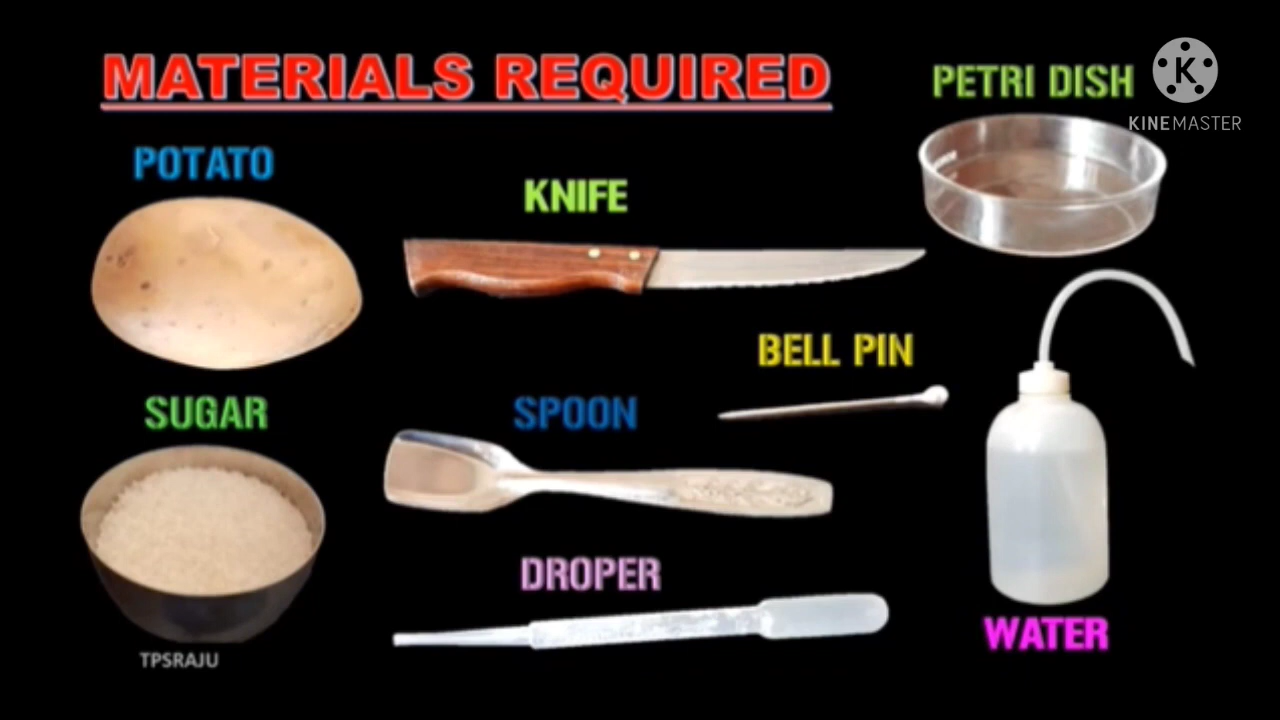 MATERIALS REQUIRED
PETRI DISH
K
KINEMASTER
POTATO
KNIFE
BELL PIN
SUGAR
SPOON
DROPER
WATER
TPSRAJU